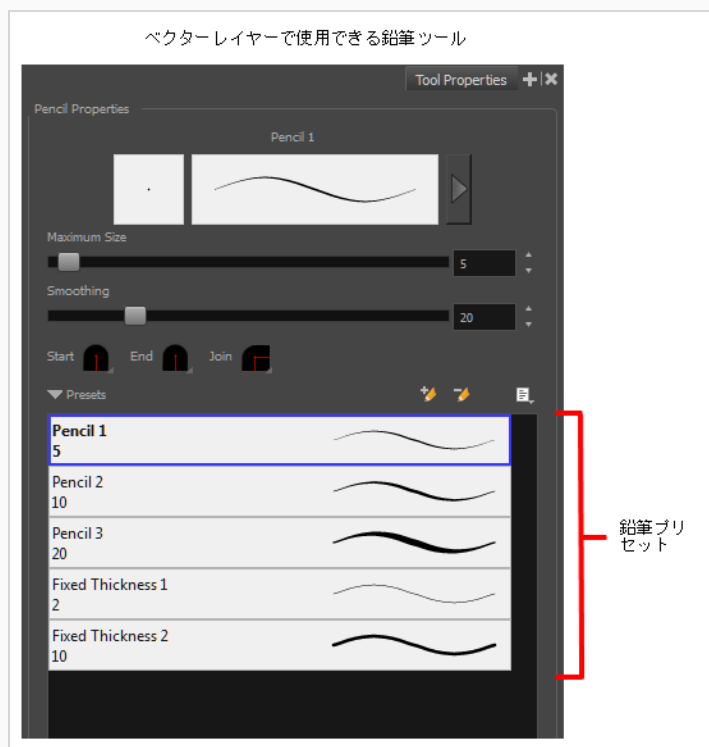 ベクターレイヤーで使用できる鉛筆ツール
Tool Properties
Pencil Properties
Pencil 1
Maximum Size
5
Smoothing
20
Start End Join
Presets
Pencil 1
5
Pencil 2
10
Pencil 3
20
Fixed Thickness 1
2
Fixed Thickness 2
10
鉛筆プリ
セット